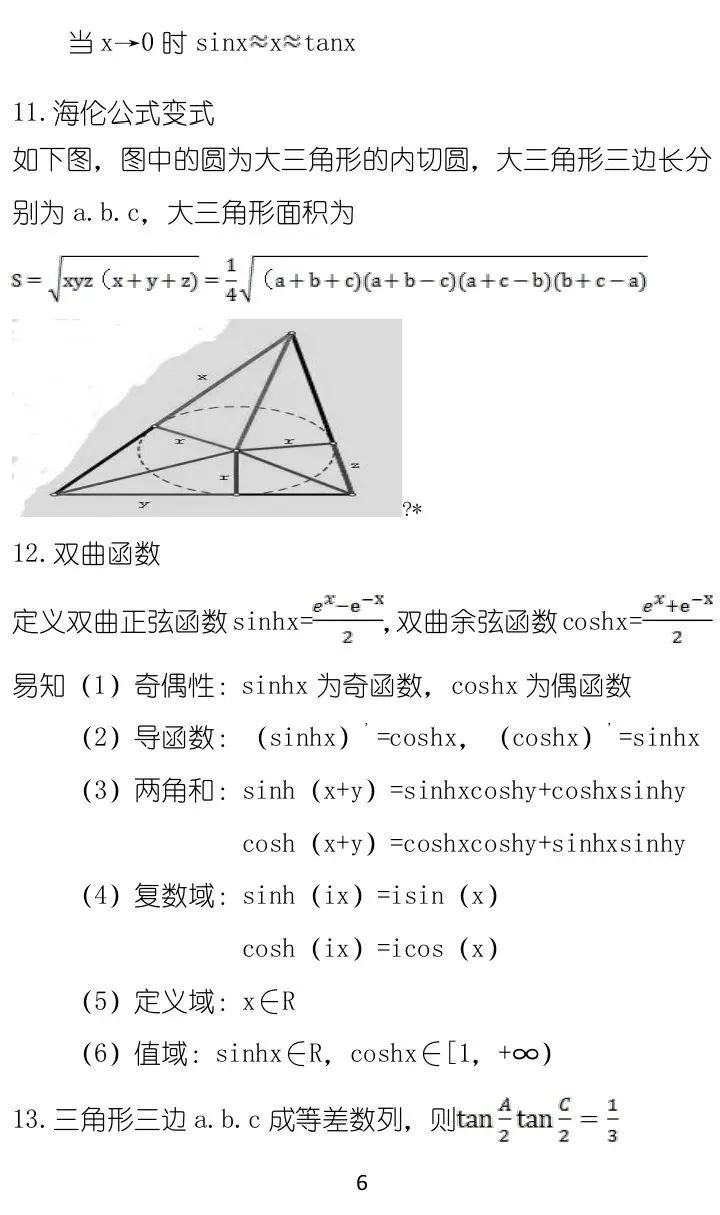 当 x→0 时 sinx≈x≈tanx
11.海伦公式变式
如下图，图中的圆为大三角形的内切圆，大三角形三边长分
别为 a.b.c，大三角形面积为
S=√xyz（x+y+z)=1/4√（a+b+c)(a+b−c)(a+c−b)(b+c−a)
x
r r
z
r
y
?*
12.双曲函数
定义双曲正弦函数 sinhx=(e^x−e^−x)/2,双曲余弦函数 coshx=(e^x+e^−x)/2
易知（1）奇偶性：sinhx 为奇函数，coshx 为偶函数
（2）导函数：（sinhx）'=coshx，（coshx）'=sinhx
（3）两角和：sinh（x+y）=sinhxcoshy+coshxsinhy
cosh（x+y）=coshxcoshy+sinhxsinhy
（4）复数域：sinh（ix）=isin（x）
cosh（ix）=icos（x）
（5）定义域：x∈R
（6）值域：sinhx∈R，coshx∈[1，+∞)
13.三角形三边 a.b.c 成等差数列，则tan A/2 tan C/2 = 1/3
6